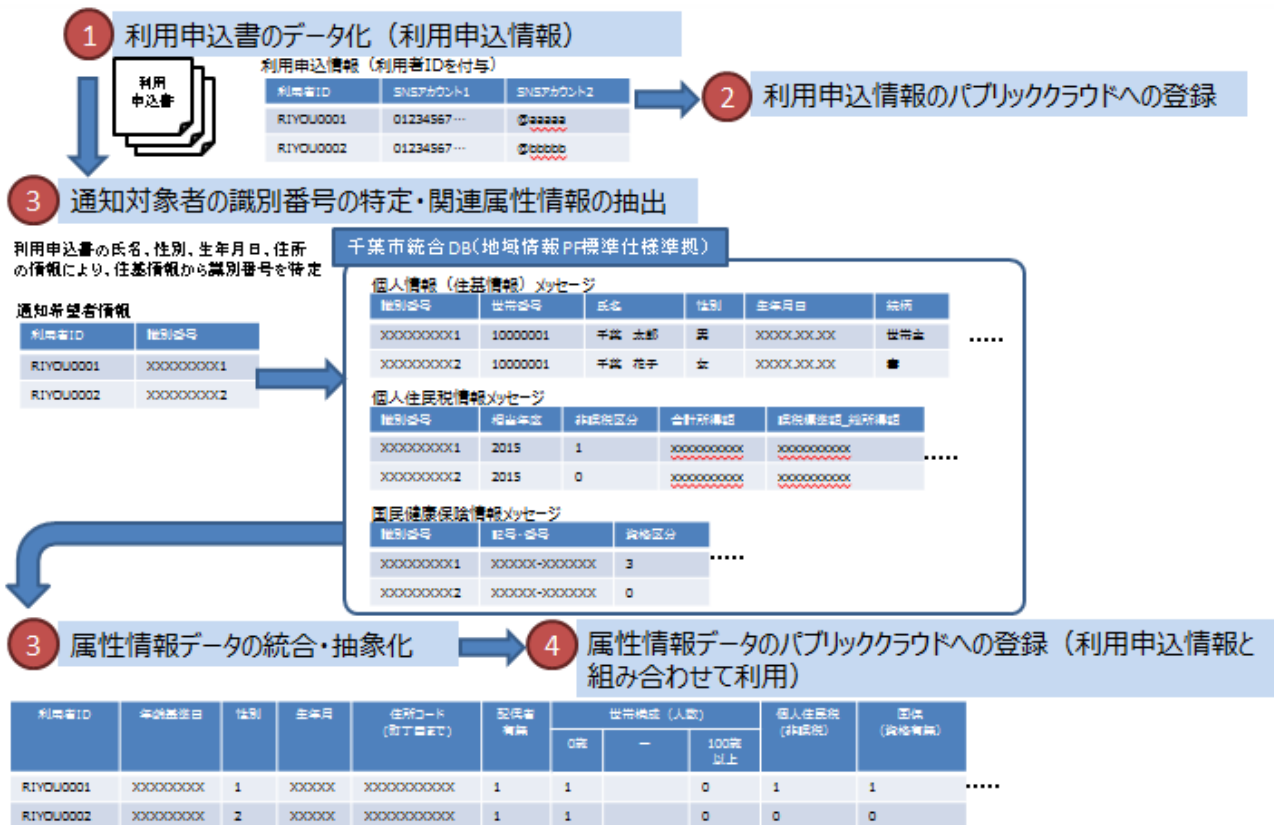 1 利用申込書のデータ化（利用申込情報）
利用
申込書
利用申込情報（利用者IDを付与）
利用者ID SNSアカウント1 SNSアカウント2
RIYOU0001 01234567… @aaaaa
RIYOU0002 01234567… @bbbbb
2 利用申込情報のパブリッククラウドへの登録
3 通知対象者の識別番号の特定・関連属性情報の抽出
利用申込書の氏名、性別、生年月日、住所
の情報により、住基情報から識別番号を特定
通知希望者情報
利用者ID 識別番号
RIYOU0001 XXXXXXXX1
RIYOU0002 XXXXXXXX2
千葉市統合DB(地域情報PF標準仕様準拠)
個人情報（住基情報）メッセージ
識別番号 世帯番号 氏名 性別 生年月日 続柄
XXXXXXXX1 10000001 千葉 太郎 男 XXXX.XX.XX 世帯主 .....
XXXXXXXX2 10000001 千葉 花子 女 XXXX.XX.XX 妻
個人住民税情報メッセージ
識別番号 相当年度 非課税区分 合計所得額 課税標準額_総所得額
XXXXXXXX1 2015 1 xxxxxxxxxx xxxxxxxxxx .....
XXXXXXXX2 2015 0 xxxxxxxxxx xxxxxxxxxx
国民健康保険情報メッセージ
識別番号 記号・番号 資格区分
XXXXXXXX1 XXXXX-XXXXXX 3 .....
XXXXXXXX2 XXXXX-XXXXXX 0
3 属性情報データの統合・抽象化
4 属性情報データのパブリッククラウドへの登録（利用申込情報と
組み合わせて利用）
利用者ID 年齢基準日 性別 生年月 住所コード 配偶者 世帯構成（人数） 個人住民税 国保
(町丁目まで) 有無 (非課税) (資格有無)
0歳 － 100歳
以上
RIYOU0001 XXXXXXXX 1 XXXXX XXXXXXXXXX 1 1 0 1 1 .....
RIYOU0002 XXXXXXXX 2 XXXXX XXXXXXXXXX 1 1 0 0 0